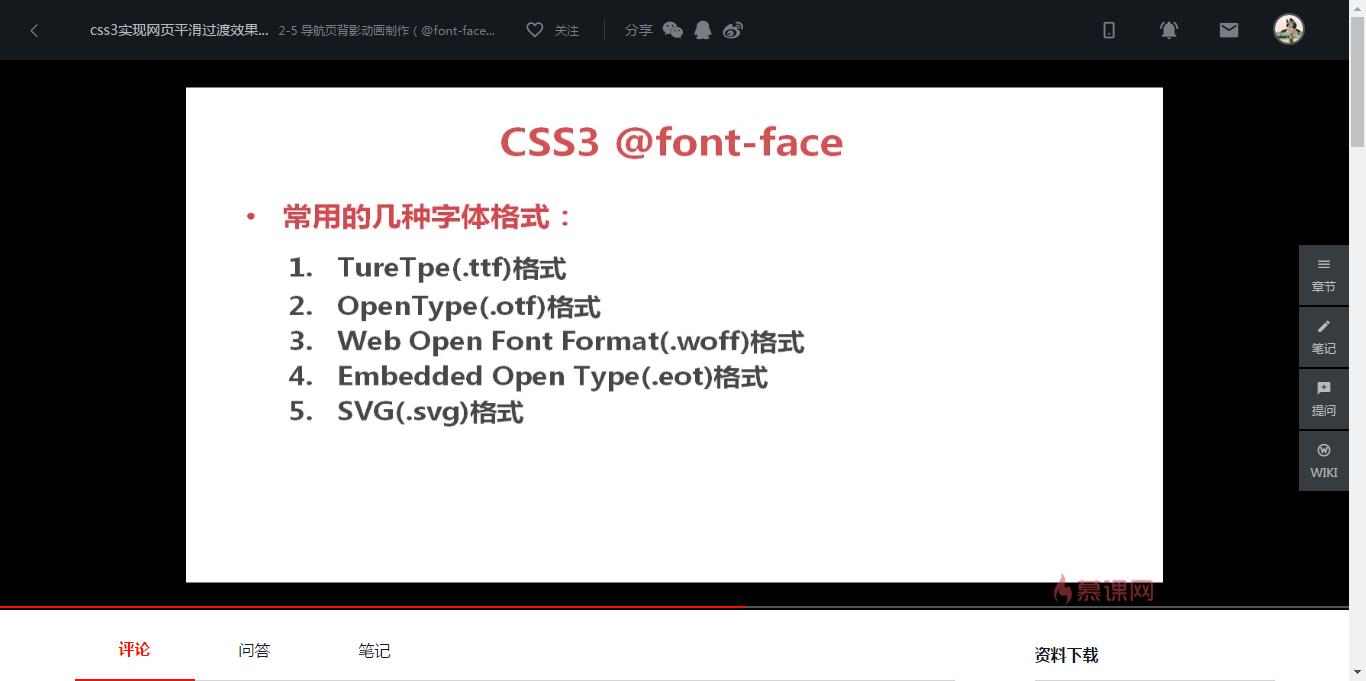 css3实现网页平滑过渡效果... 2-5 导航页背影动画制作 ( @font-face... 关注 分享
CSS3 @font-face
• 常用的几种字体格式：
1. TureTpe(.ttf)格式
2. OpenType(.otf)格式
3. Web Open Font Format(.woff)格式
4. Embedded Open Type(.eot)格式
5. SVG(.svg)格式
章节
笔记
提问
WIKI
慕课网
评论 问答 笔记 资料下载